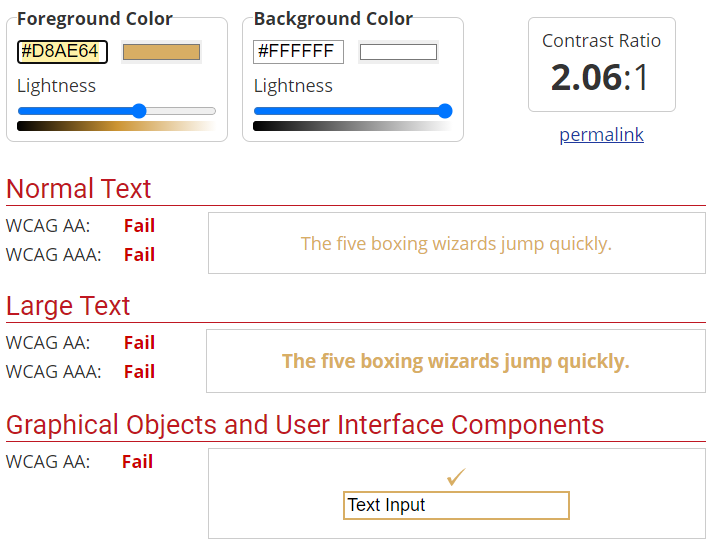 Foreground Color
Background Color
#D8AE64
#FFFFFF
Contrast Ratio
Lightness
Lightness
2.06:1
permalink
Normal Text
WCAG AA: Fail
WCAG AAA: Fail
The five boxing wizards jump quickly.
Large Text
WCAG AA: Fail
WCAG AAA: Fail
The five boxing wizards jump quickly.
Graphical Objects and User Interface Components
WCAG AA: Fail
Text Input